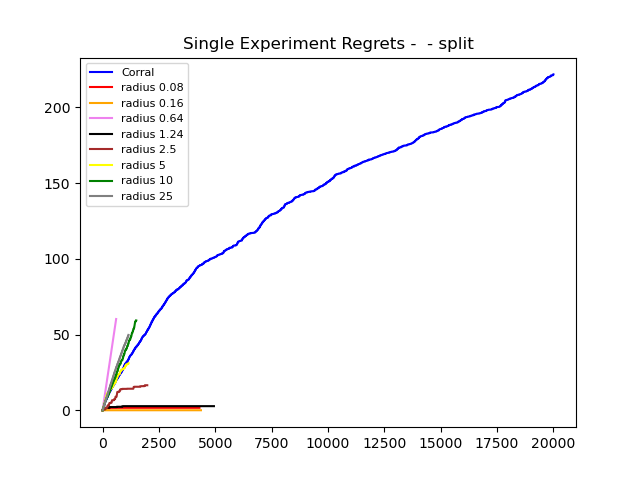 Single Experiment Regrets -  - split
Corral
radius 0.08
radius 0.16
radius 0.64
radius 1.24
radius 2.5
radius 5
radius 10
radius 25
200
150
100
50
0
0 2500 5000 7500 10000 12500 15000 17500 20000